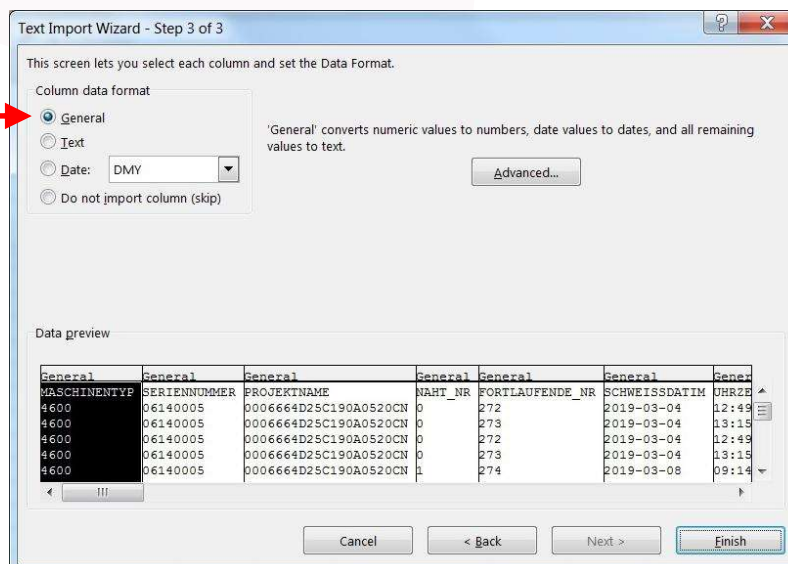 Text Import Wizard - Step 3 of 3
This screen lets you select each column and set the Data Format.
Column data format
General
Text
Date: DMY
Do not import column (skip)
'General' converts numeric values to numbers, date values to dates, and all remaining
values to text.
Advanced...
Data preview
General General General General General General Gener
MASCHINENTYP SERIENNUMMER PROJEKTNAME NAHT_NR FORTLAUFENDE_NR SCHWEISSDATIM UHRZE
4600 06140005 0006664D25C190A0520CN 0 272 2019-03-04 12:49
4600 06140005 0006664D25C190A0520CN 0 273 2019-03-04 13:15
4600 06140005 0006664D25C190A0520CN 0 272 2019-03-04 12:49
4600 06140005 0006664D25C190A0520CN 0 273 2019-03-04 13:15
4600 06140005 0006664D25C190A0520CN 1 274 2019-03-08 09:14
Cancel < Back Next > Finish